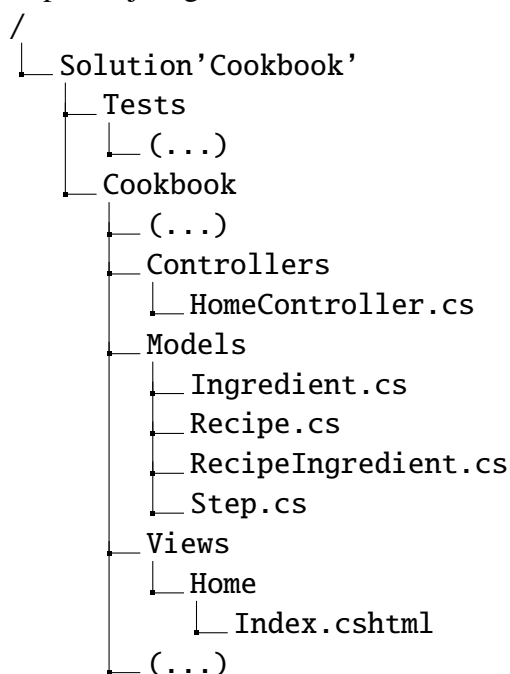 /
Solution'Cookbook'
Tests
(...)
Cookbook
(...)
Controllers
HomeController.cs
Models
Ingredient.cs
Recipe.cs
RecipeIngredient.cs
Step.cs
Views
Home
Index.cshtml
(...)